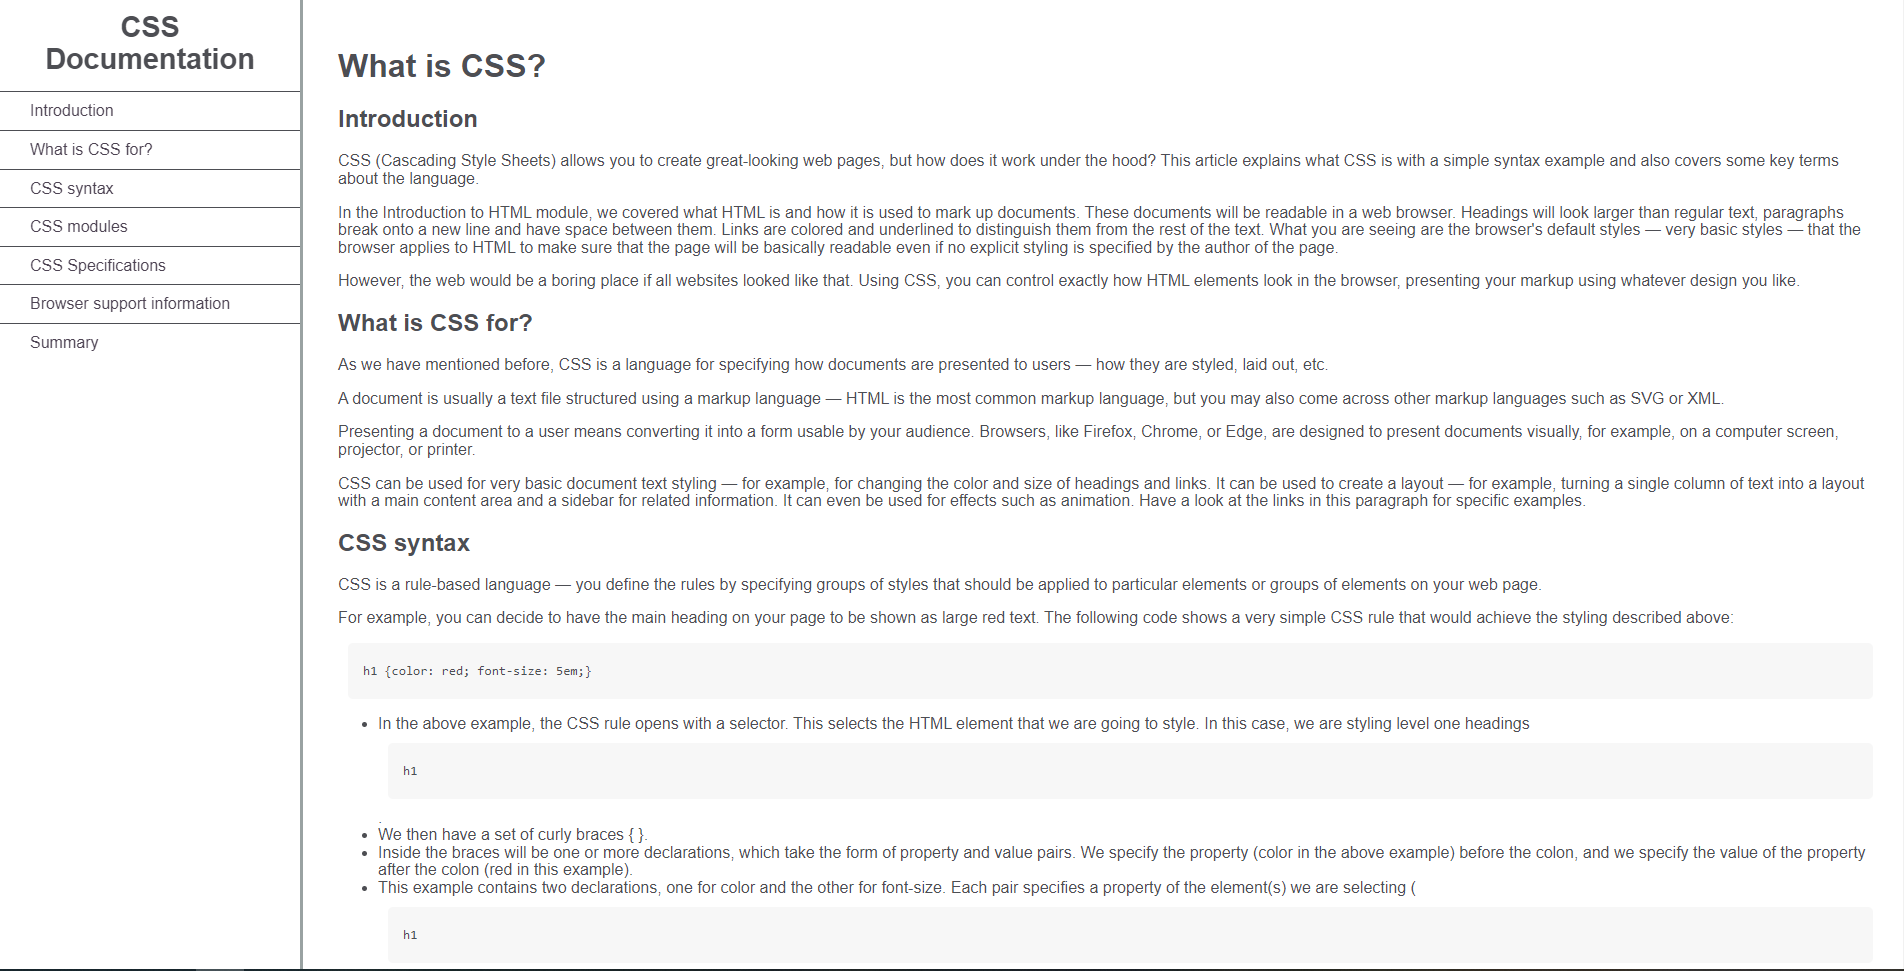 CSS
Documentation
Introduction
What is CSS for?
CSS syntax
CSS modules
CSS Specifications
Browser support information
Summary
What is CSS?
Introduction
CSS (Cascading Style Sheets) allows you to create great-looking web pages, but how does it work under the hood? This article explains what CSS is with a simple syntax example and also covers some key terms
about the language.
In the Introduction to HTML module, we covered what HTML is and how it is used to mark up documents. These documents will be readable in a web browser. Headings will look larger than regular text, paragraphs
break onto a new line and have space between them. Links are colored and underlined to distinguish them from the rest of the text. What you are seeing are the browser's default styles — very basic styles — that the
browser applies to HTML to make sure that the page will be basically readable even if no explicit styling is specified by the author of the page.
However, the web would be a boring place if all websites looked like that. Using CSS, you can control exactly how HTML elements look in the browser, presenting your markup using whatever design you like.
What is CSS for?
As we have mentioned before, CSS is a language for specifying how documents are presented to users — how they are styled, laid out, etc.
A document is usually a text file structured using a markup language — HTML is the most common markup language, but you may also come across other markup languages such as SVG or XML.
Presenting a document to a user means converting it into a form usable by your audience. Browsers, like Firefox, Chrome, or Edge, are designed to present documents visually, for example, on a computer screen,
projector, or printer.
CSS can be used for very basic document text styling — for example, for changing the color and size of headings and links. It can be used to create a layout — for example, turning a single column of text into a layout
with a main content area and a sidebar for related information. It can even be used for effects such as animation. Have a look at the links in this paragraph for specific examples.
CSS syntax
CSS is a rule-based language — you define the rules by specifying groups of styles that should be applied to particular elements or groups of elements on your web page.
For example, you can decide to have the main heading on your page to be shown as large red text. The following code shows a very simple CSS rule that would achieve the styling described above:
h1 {color: red; font-size: 5em;}
• In the above example, the CSS rule opens with a selector. This selects the HTML element that we are going to style. In this case, we are styling level one headings
h1
.
• We then have a set of curly braces { }.
• Inside the braces will be one or more declarations, which take the form of property and value pairs. We specify the property (color in the above example) before the colon, and we specify the value of the property
after the colon (red in this example).
• This example contains two declarations, one for color and the other for font-size. Each pair specifies a property of the element(s) we are selecting (
h1